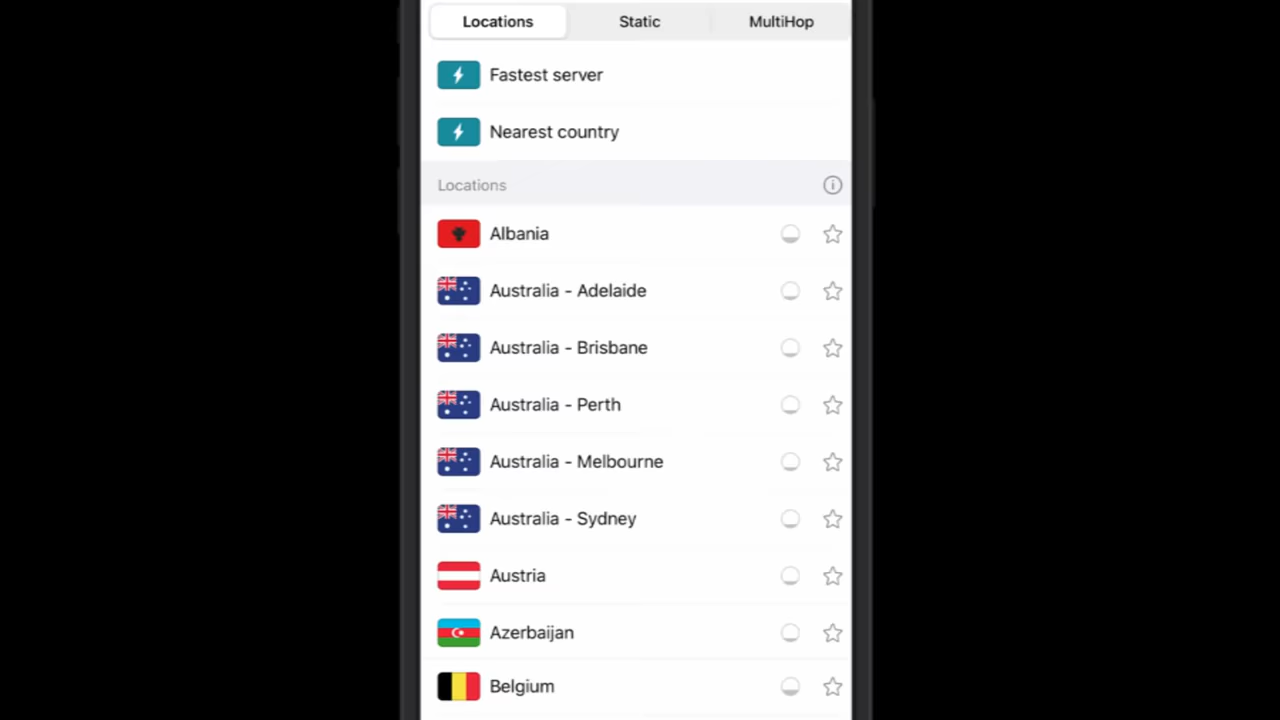 Locations Static MultiHop
Fastest server
Nearest country
Locations
Albania
Australia - Adelaide
Australia - Brisbane
Australia - Perth
Australia - Melbourne
Australia - Sydney
Austria
Azerbaijan
Belgium